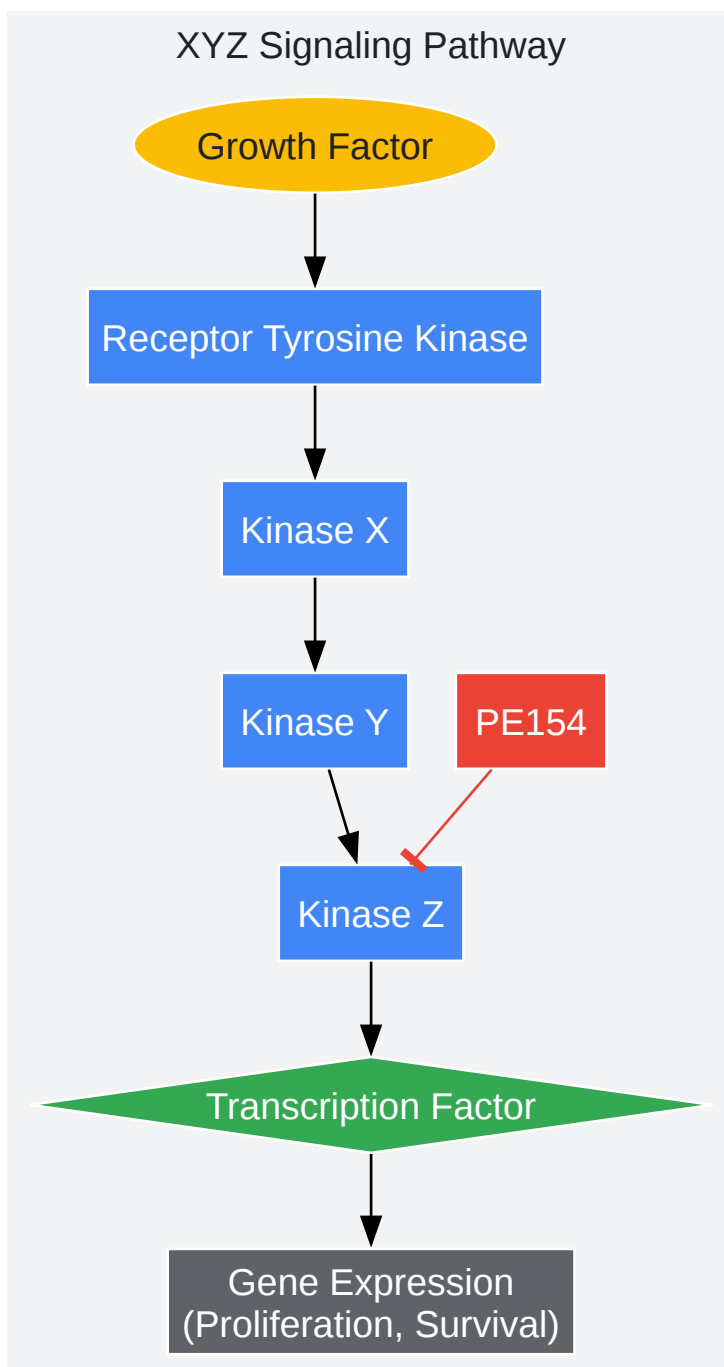 XYZ Signaling Pathway
Growth Factor
Receptor Tyrosine Kinase
Kinase X
Kinase Y
PE154
Kinase Z
Transcription Factor
Gene Expression
(Proliferation, Survival)